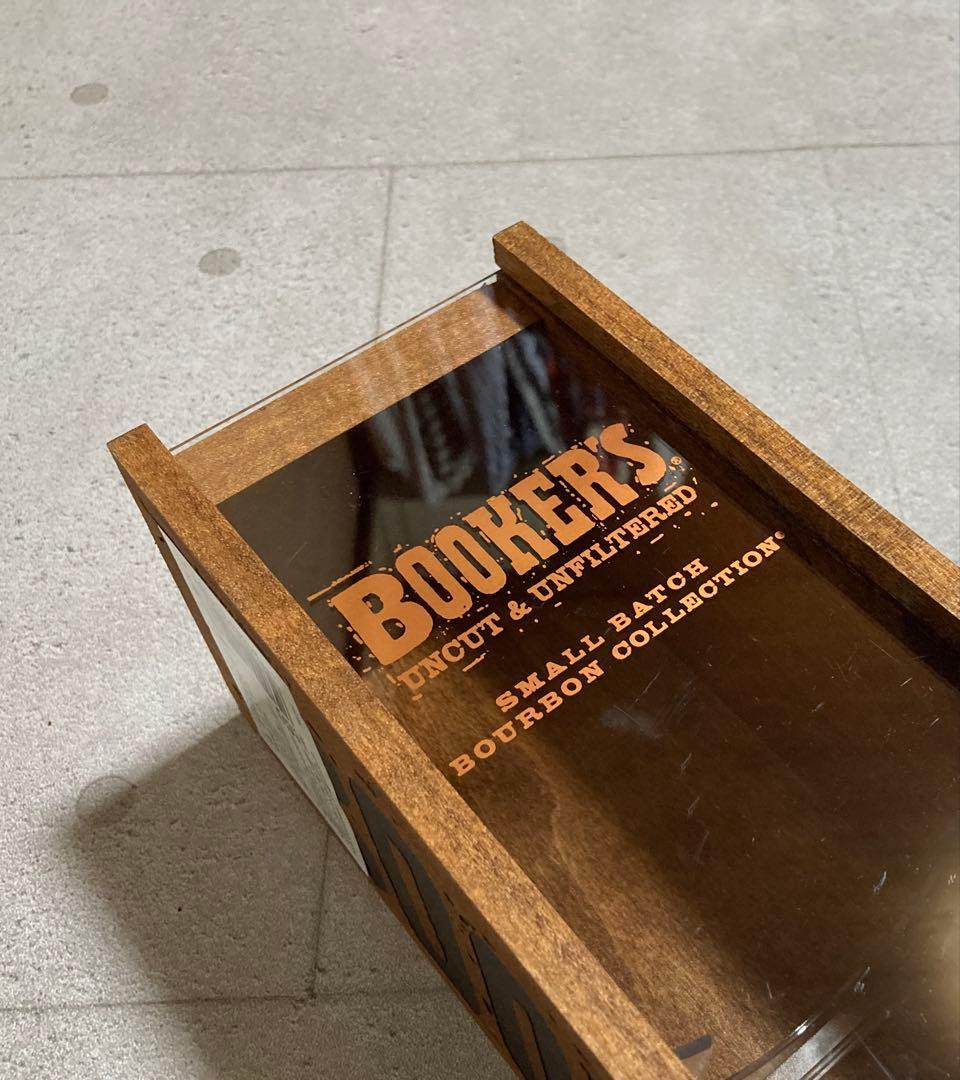 BOOKER'S®
UNCUT & UNFILTERED
SMALL BATCH
BOURBON COLLECTION®